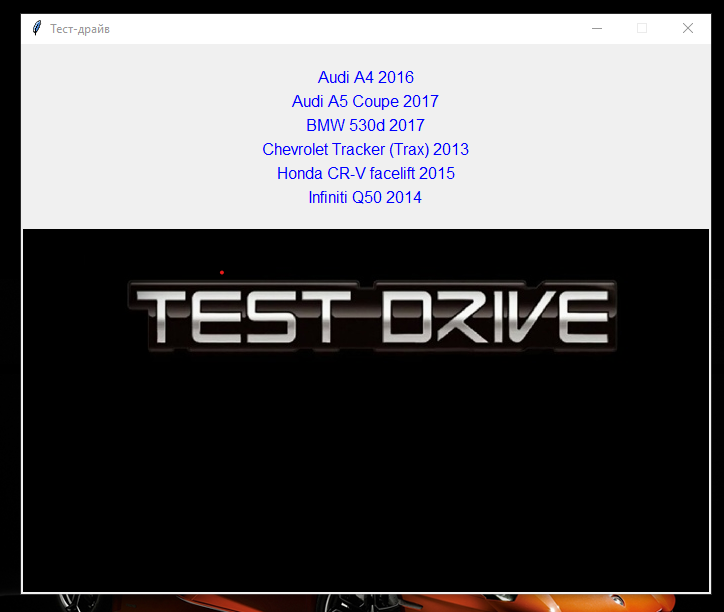 Тест-драйв
Audi A4 2016
Audi A5 Coupe 2017
BMW 530d 2017
Chevrolet Tracker (Trax) 2013
Honda CR-V facelift 2015
Infiniti Q50 2014
TEST DRIVE